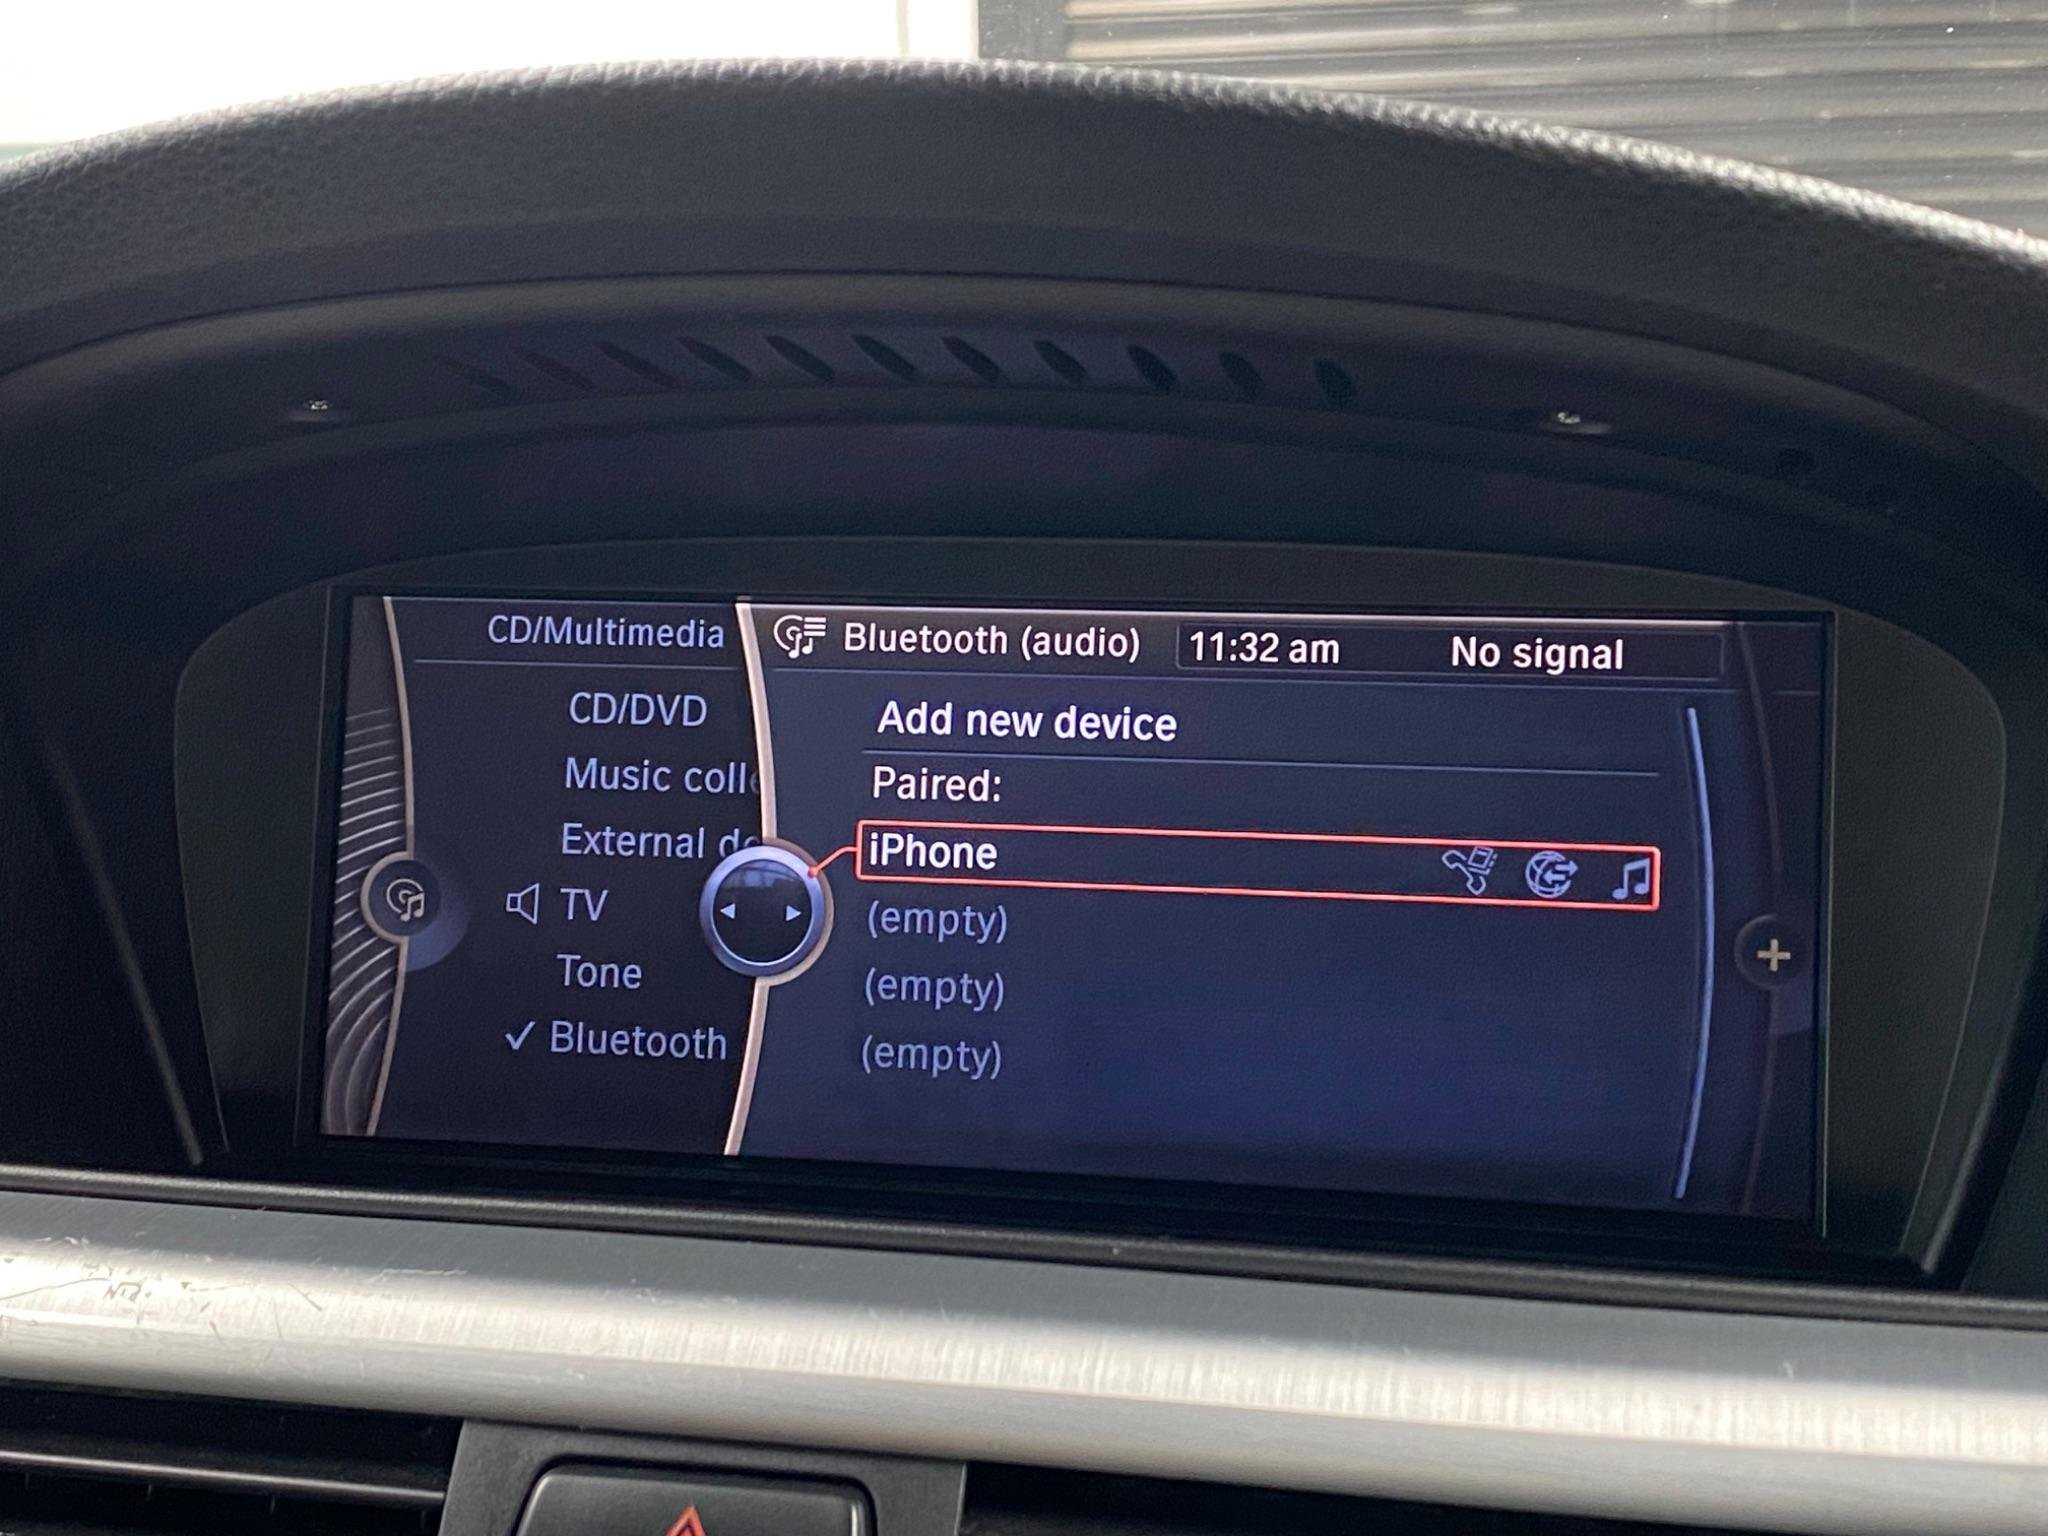 CD/Multimedia
CD/DVD
Music coll
External de
TV
Tone
✓ Bluetooth
Bluetooth (audio)
11:32 am
No signal
Add new device
Paired:
iPhone
(empty)
(empty)
(empty)